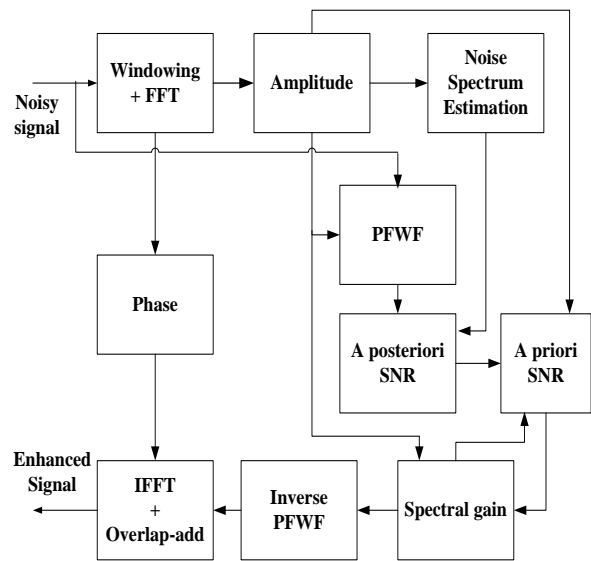 Windowing
+ FFT
Amplitude
Noise
Spectrum
Estimation
Noisy
signal
PFWF
Phase
A posteriori
SNR
A priori
SNR
Enhanced
Signal
IFFT
+
Overlap-add
Inverse
PFWF
Spectral gain